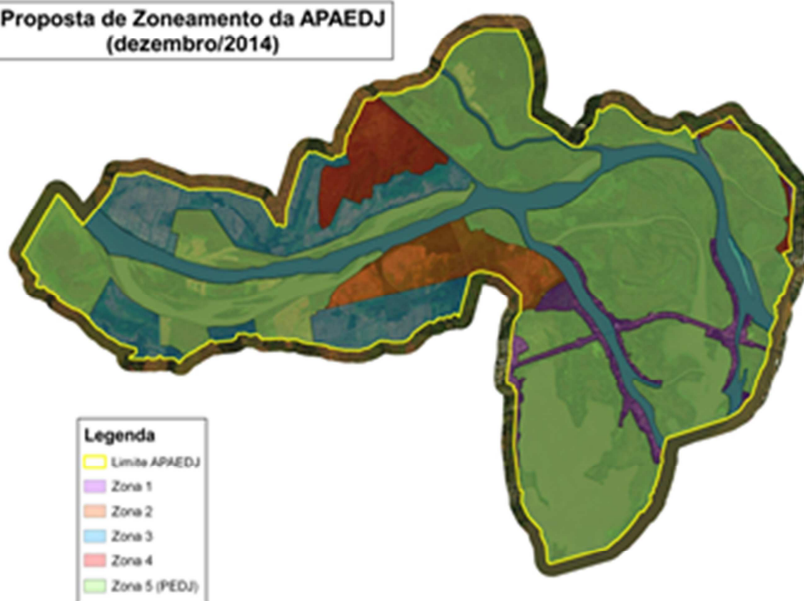 Proposta de Zoneamento da APAEDJ
(dezembro/2014)
Legenda
Limite APAEDJ
Zona 1
Zona 2
Zona 3
Zona 4
Zona 5 (PEDJ)